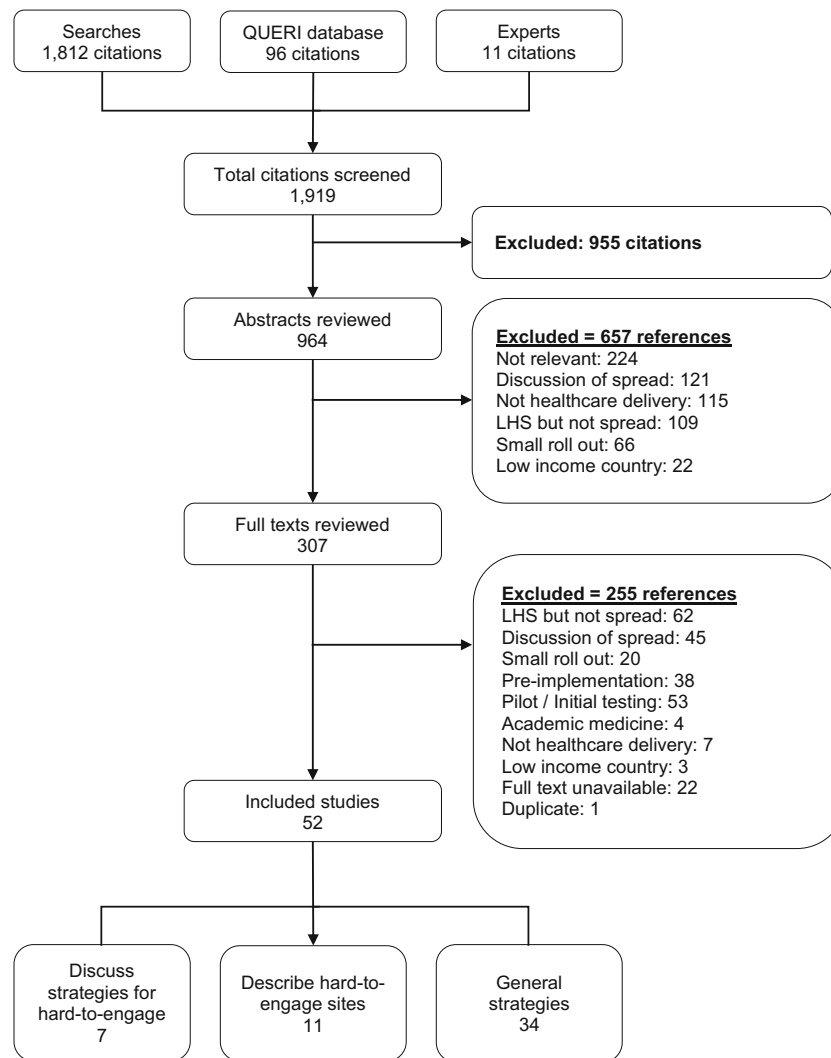 Searches
1,812 citations
QUERI database
96 citations
Experts
11 citations
Total citations screened
1,919
Excluded: 955 citations
Abstracts reviewed
964
Excluded = 657 references
Not relevant: 224
Discussion of spread: 121
Not healthcare delivery: 115
LHS but not spread: 109
Small roll out: 66
Low income country: 22
Full texts reviewed
307
Excluded = 255 references
LHS but not spread: 62
Discussion of spread: 45
Small roll out: 20
Pre-implementation: 38
Pilot / Initial testing: 53
Academic medicine: 4
Not healthcare delivery: 7
Low income country: 3
Full text unavailable: 22
Duplicate: 1
Included studies
52
Discuss
strategies for
hard-to-engage
7
Describe hard-to-
engage sites
11
General
strategies
34